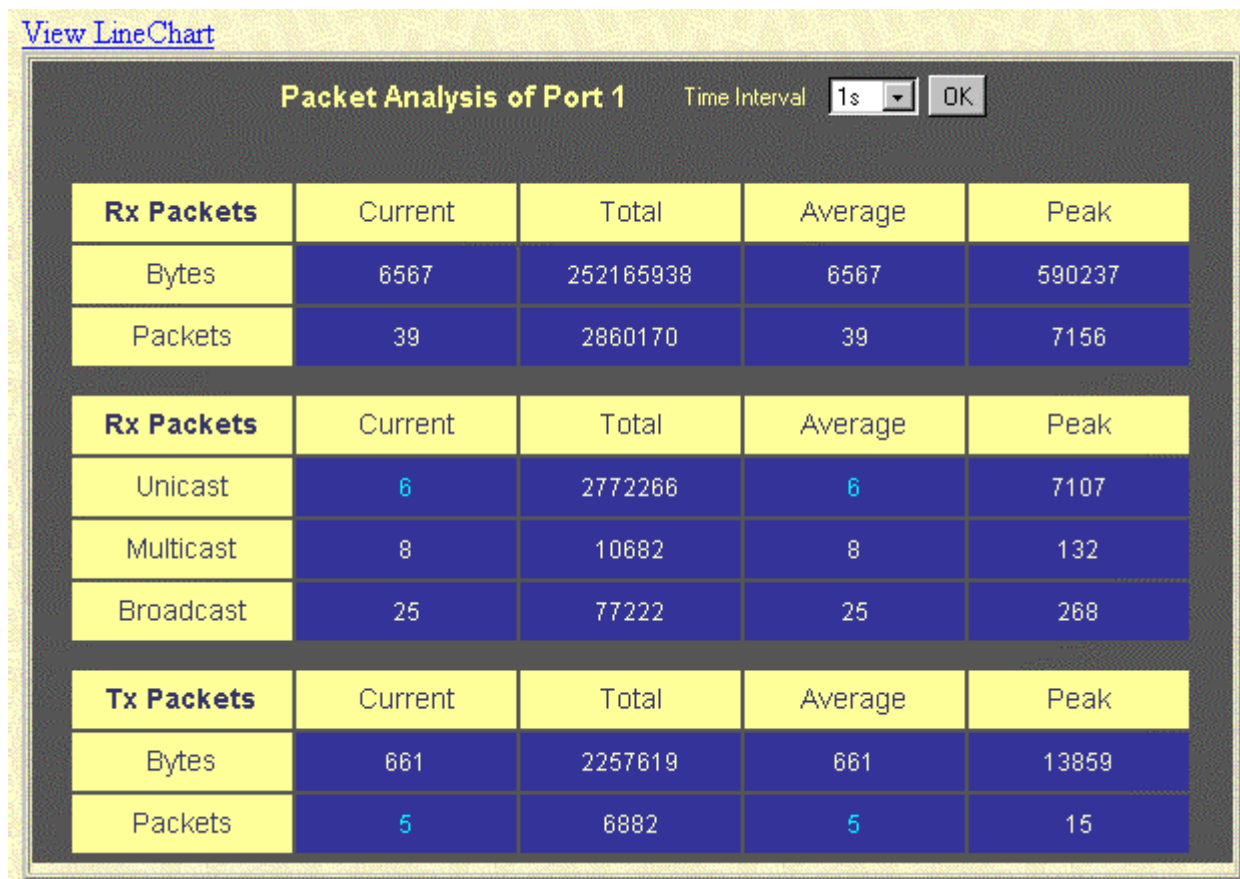 View LineChart
Packet Analysis of Port 1 Time Interval 1s OK
Rx Packets Current Total Average Peak
Bytes 6567 252165938 6567 590237
Packets 39 2860170 39 7156
Rx Packets Current Total Average Peak
Unicast 6 2772266 6 7107
Multicast 8 10682 8 132
Broadcast 25 77222 25 268
Tx Packets Current Total Average Peak
Bytes 661 2257619 661 13859
Packets 5 6882 5 15